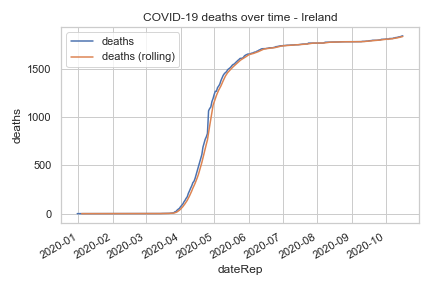 COVID-19 deaths over time - Ireland
deaths
deaths (rolling)
1500
1000
500
0
deaths
2020-01
2020-02
2020-03
2020-04
2020-05
2020-06
2020-07
2020-08
2020-09
2020-10
dateRep